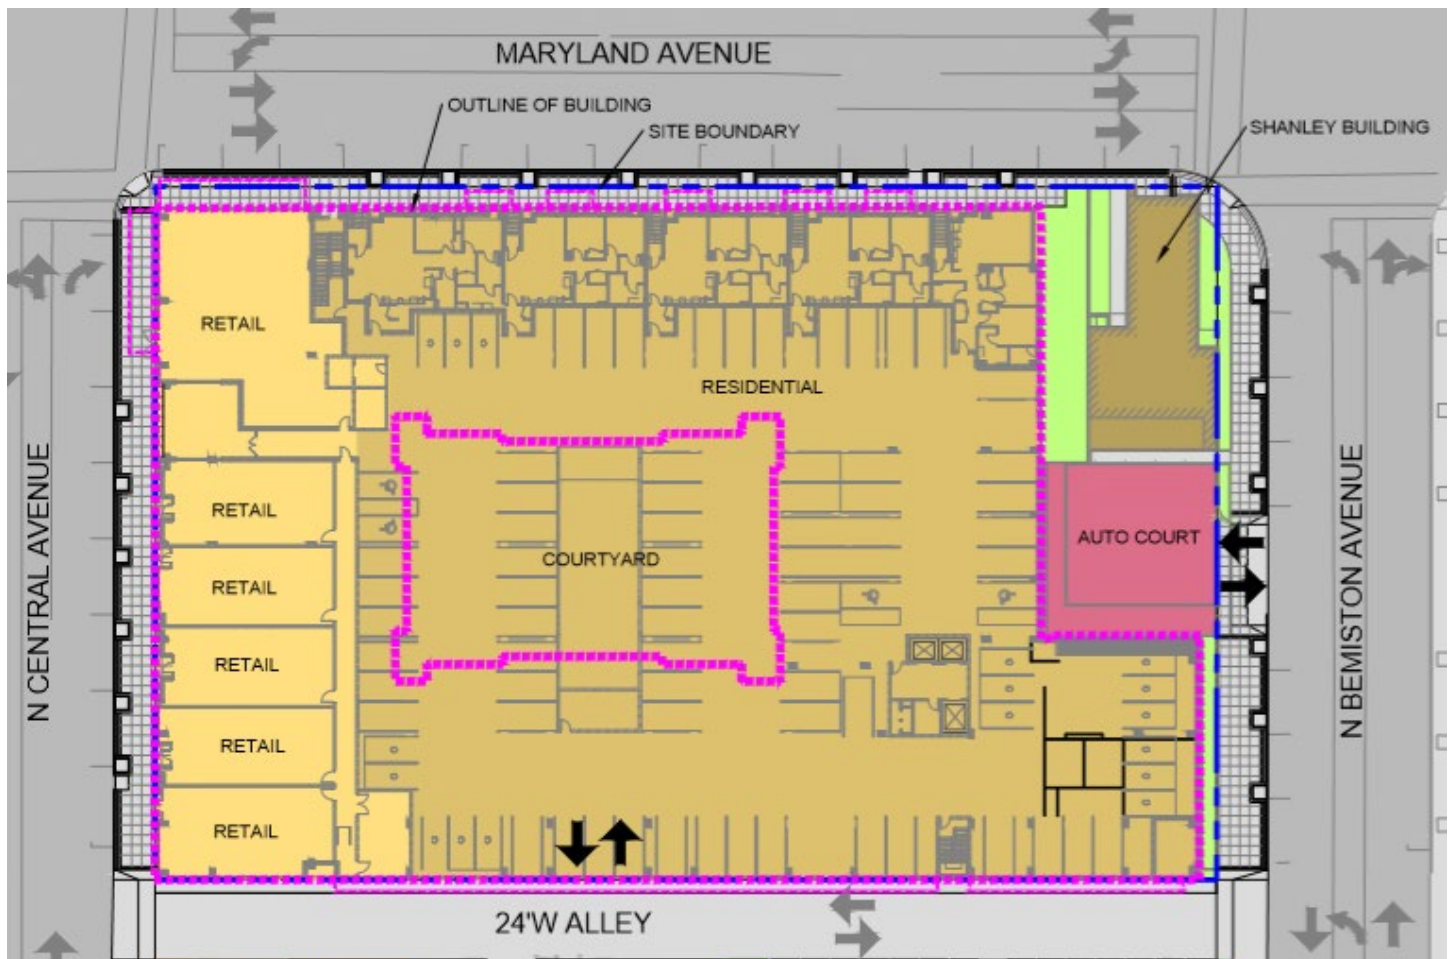 MARYLAND AVENUE
OUTLINE OF BUILDING
SITE BOUNDARY
SHANLEY BUILDING
RETAIL
RESIDENTIAL
RETAIL
COURTYARD
AUTO COURT
RETAIL
RETAIL
RETAIL
RETAIL
N CENTRAL AVENUE
N BEMISTON AVENUE
24'W ALLEY